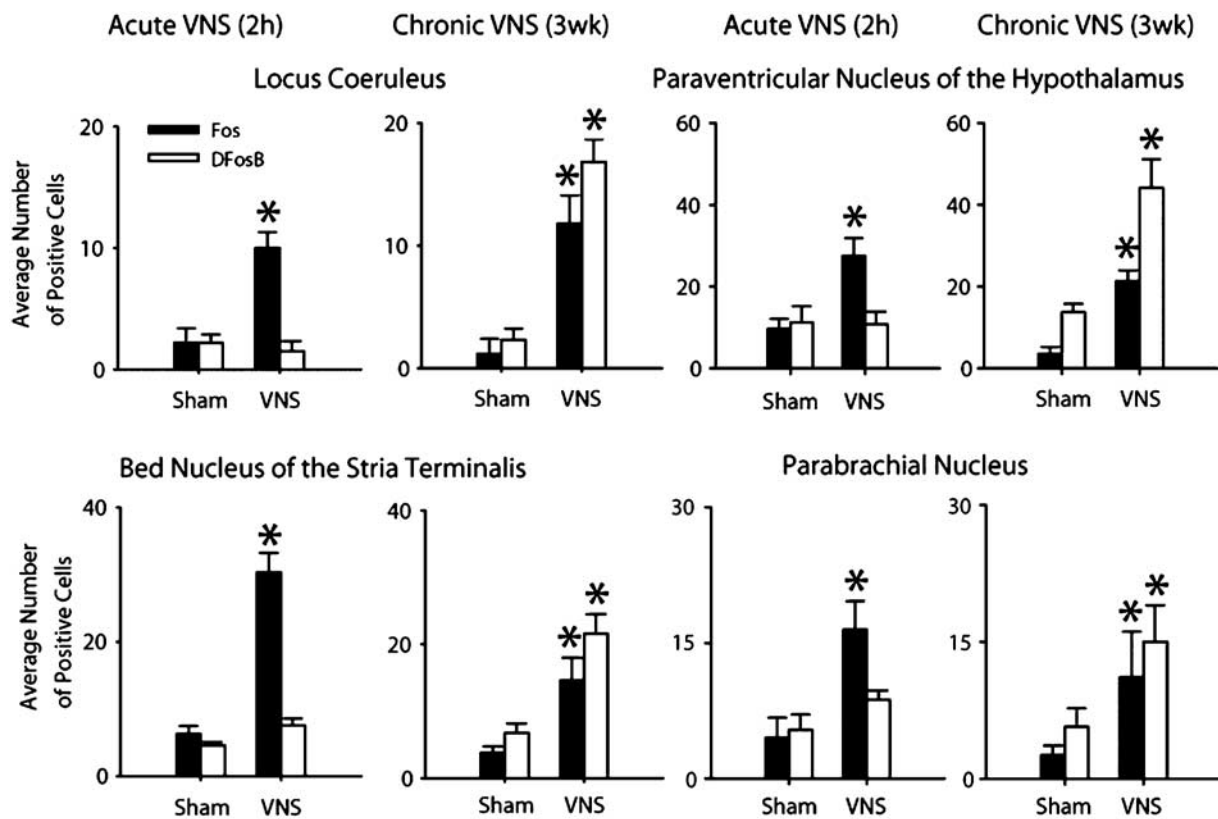 Acute VNS (2h) Chronic VNS (3wk) Acute VNS (2h) Chronic VNS (3wk)
Locus Coeruleus Paraventricular Nucleus of the Hypothalamus
Average Number
of Positive Cells
20
10
0
Fos
DFosB
*
Sham VNS
20
10
0
* *
Sham VNS
60
40
20
0
*
Sham VNS
60
40
20
0
* *
Sham VNS
Bed Nucleus of the Stria Terminalis Parabrachial Nucleus
Average Number
of Positive Cells
40
20
0
*
Sham VNS
40
20
0
* *
Sham VNS
30
15
0
*
Sham VNS
30
15
0
* *
Sham VNS